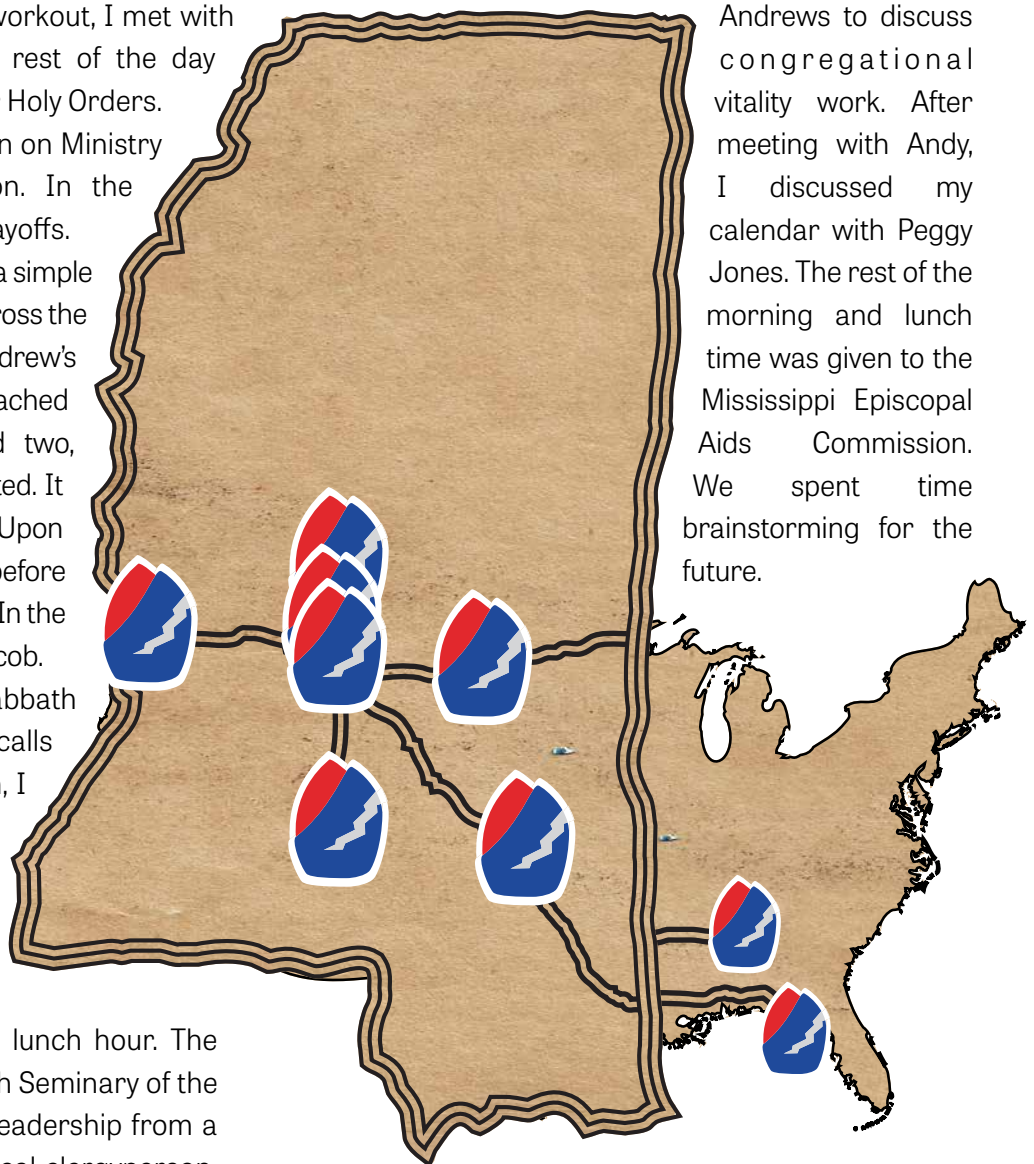 workout, I met with
rest of the day
Holy Orders.
n on Ministry
on. In the
ayoffs.
a simple
ross the
drew's
ached
d two,
ted. It
Upon
before
In the
cob.
abbath
calls
, I
lunch hour. The
h Seminary of the
eadership from a
cal clergyperson
Andrews to discuss
congregational
vitality work. After
meeting with Andy,
I discussed my
calendar with Peggy
Jones. The rest of the
morning and lunch
time was given to the
Mississippi Episcopal
Aids Commission.
We spent time
brainstorming for the
future.